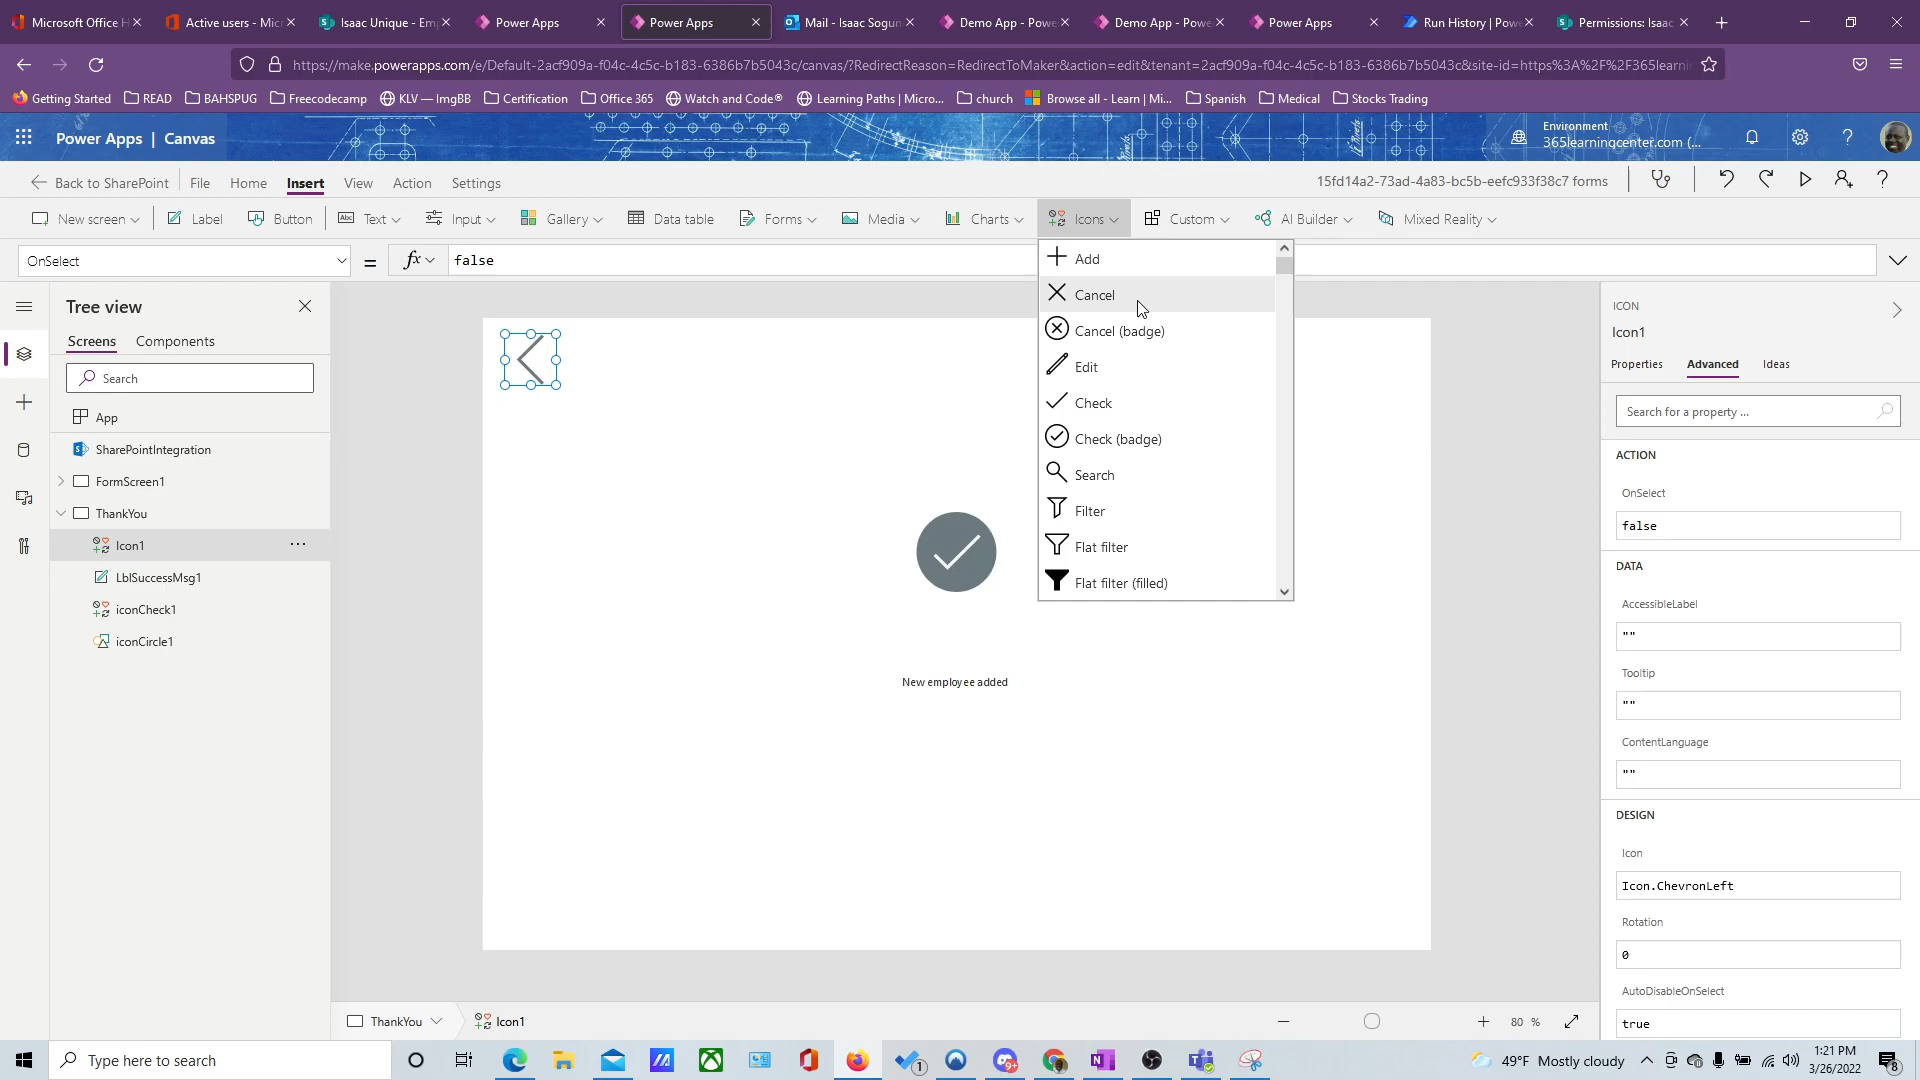 Microsoft Office H
Active users - Mic
Isaac Unique - Em
Power Apps
Power Apps
Mail - Isaac Sogun
Demo App - Powe
Demo App - Powe
Power Apps
Run History | Pow
Permissions: Isaac
https://make.powerapps.com/e/Default-2acf909a-f04c-4c5c-b183-6386b7b5043c/canvas/?RedirectReason=RedirectToMaker&action=edit&tenant=2acf909a-f04c-4c5c-b183-6386b7b5043c&site-id=https%3A%2F%2F365learnin
Getting Started
READ
BAHSPUG
Freecodecamp
KLV — ImgBB
Certification
Office 365
Watch and Code®
Learning Paths | Micro...
church
Browse all - Learn | Mi...
Spanish
Medical
Stocks Trading
Power Apps | Canvas
Environment
365learningcenter.com (...
Back to SharePoint
File
Home
Insert
View
Action
Settings
15fd14a2-73ad-4a83-bc5b-eefc933f38c7 forms
New screen
Label
Button
Abc
Text
Input
Gallery
Data table
Forms
Media
Charts
Icons
Custom
AI Builder
Mixed Reality
OnSelect
=
fx
false
Add
Cancel
Cancel (badge)
Edit
Check
Check (badge)
Search
Filter
Flat filter
Flat filter (filled)
Tree view
Screens
Components
Search
App
SharePointIntegration
FormScreen1
ThankYou
Icon1
...
LblSuccessMsg1
iconCheck1
iconCircle1
New employee added
ICON
Icon1
Properties
Advanced
Ideas
Search for a property ...
ACTION
OnSelect
false
DATA
AccessibleLabel
""
Tooltip
""
ContentLanguage
""
DESIGN
Icon
Icon.ChevronLeft
Rotation
0
AutoDisableOnSelect
true
ThankYou
Icon1
80 %
Type here to search
1
9+
49°F Mostly cloudy
1:21 PM
3/26/2022
8